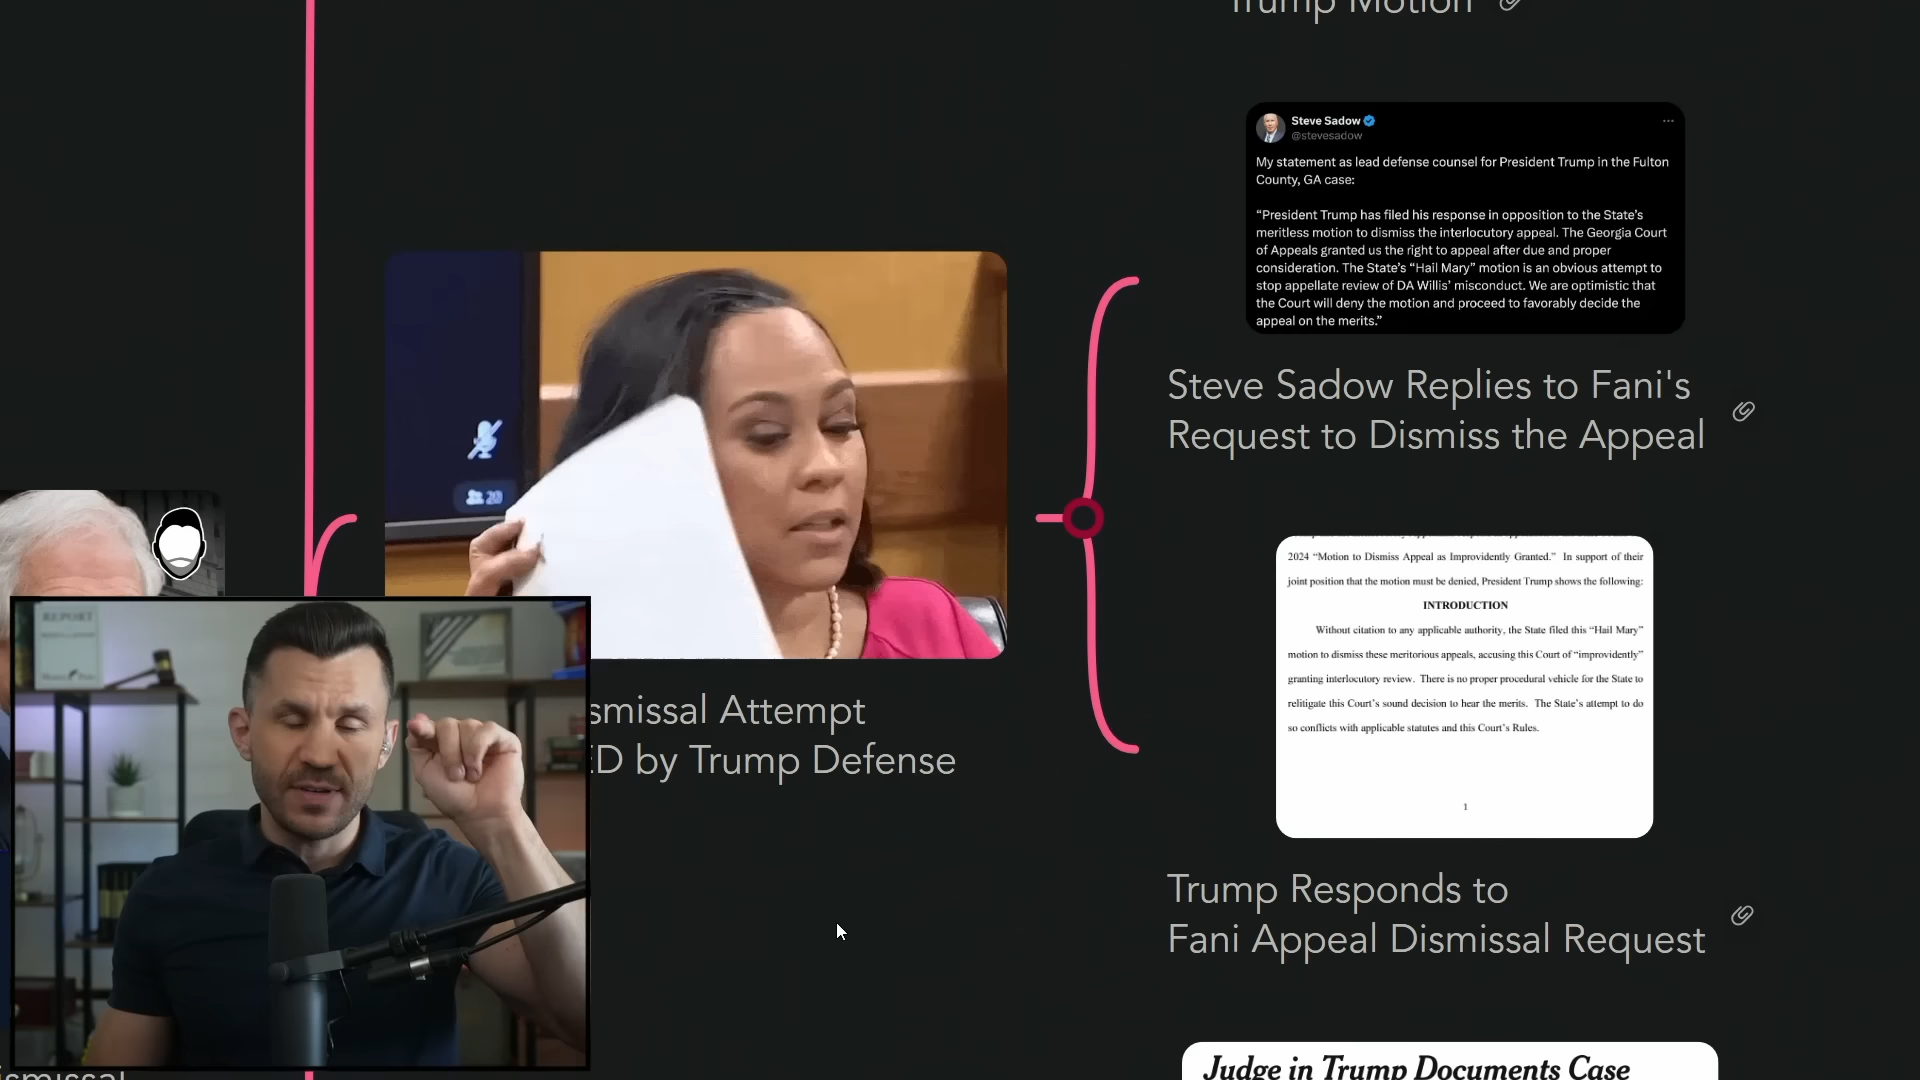 Trump Motion
Steve Sadow
@stevesadow
My statement as lead defense counsel for President Trump in the Fulton
County, GA case:
“President Trump has filed his response in opposition to the State’s
meritless motion to dismiss the interlocutory appeal. The Georgia Court
of Appeals granted us the right to appeal after due and proper
consideration. The State’s “Hail Mary” motion is an obvious attempt to
stop appellate review of DA Willis’ misconduct. We are optimistic that
the Court will deny the motion and proceed to favorably decide the
appeal on the merits.”
Steve Sadow Replies to Fani's
Request to Dismiss the Appeal
20
smissal Attempt
ED by Trump Defense
REPORT
2024 “Motion to Dismiss Appeal as Improvidently Granted.” In support of their
joint position that the motion must be denied, President Trump shows the following:
INTRODUCTION
Without citation to any applicable authority, the State filed this “Hail Mary”
motion to dismiss these meritorious appeals, accusing this Court of “improvidently”
granting interlocutory review. There is no proper procedural vehicle for the State to
relitigate this Court’s sound decision to hear the merits. The State’s attempt to do
so conflicts with applicable statutes and this Court’s Rules.
1
Trump Responds to
Fani Appeal Dismissal Request
Judge in Trump Documents Case